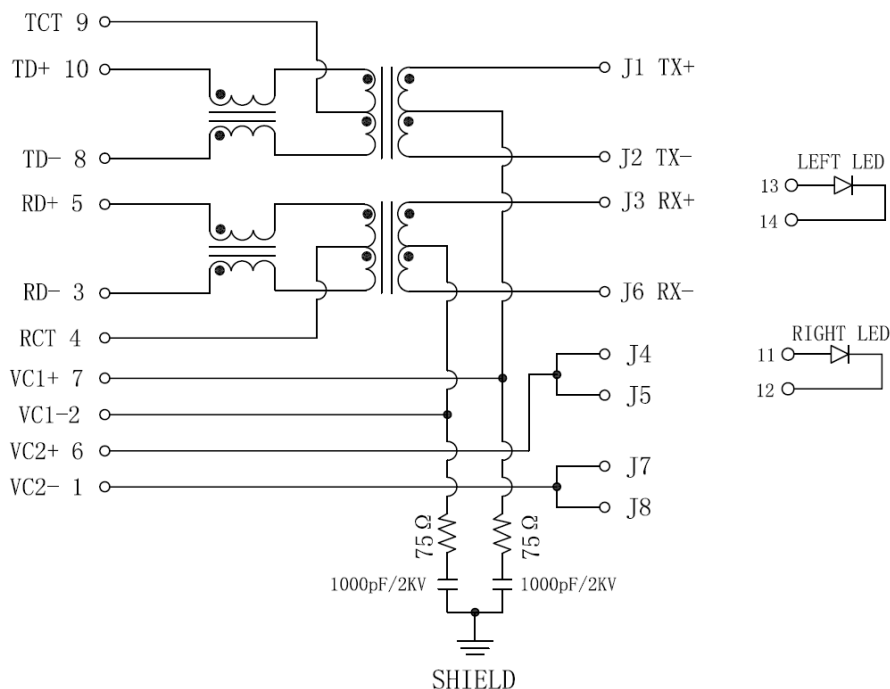 TCT 9
TD+ 10
J1 TX+
TD- 8
J2 TX-
LEFT LED
13
14
RD+ 5
J3 RX+
RD- 3
J6 RX-
RCT 4
RIGHT LED
11
12
J4
VC1+ 7
J5
VC1-2
VC2+ 6
J7
VC2- 1
J8
75Ω
75Ω
1000pF/2KV
1000pF/2KV
SHIELD